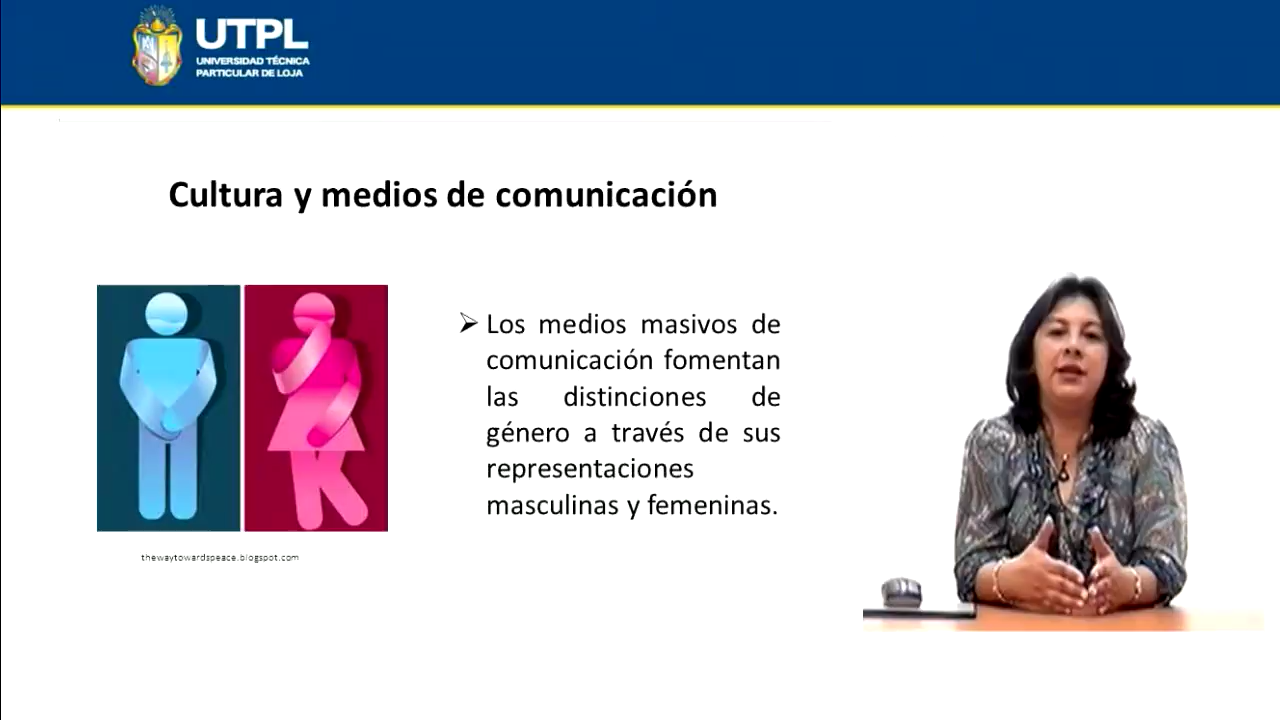 UTPL
UNIVERSIDAD TÉCNICA
PARTICULAR DE LOJA
Cultura y medios de comunicación
Los medios masivos de
comunicación fomentan
las distinciones de
género a través de sus
representaciones
masculinas y femeninas.
thewaytowardspeace.blogspot.com